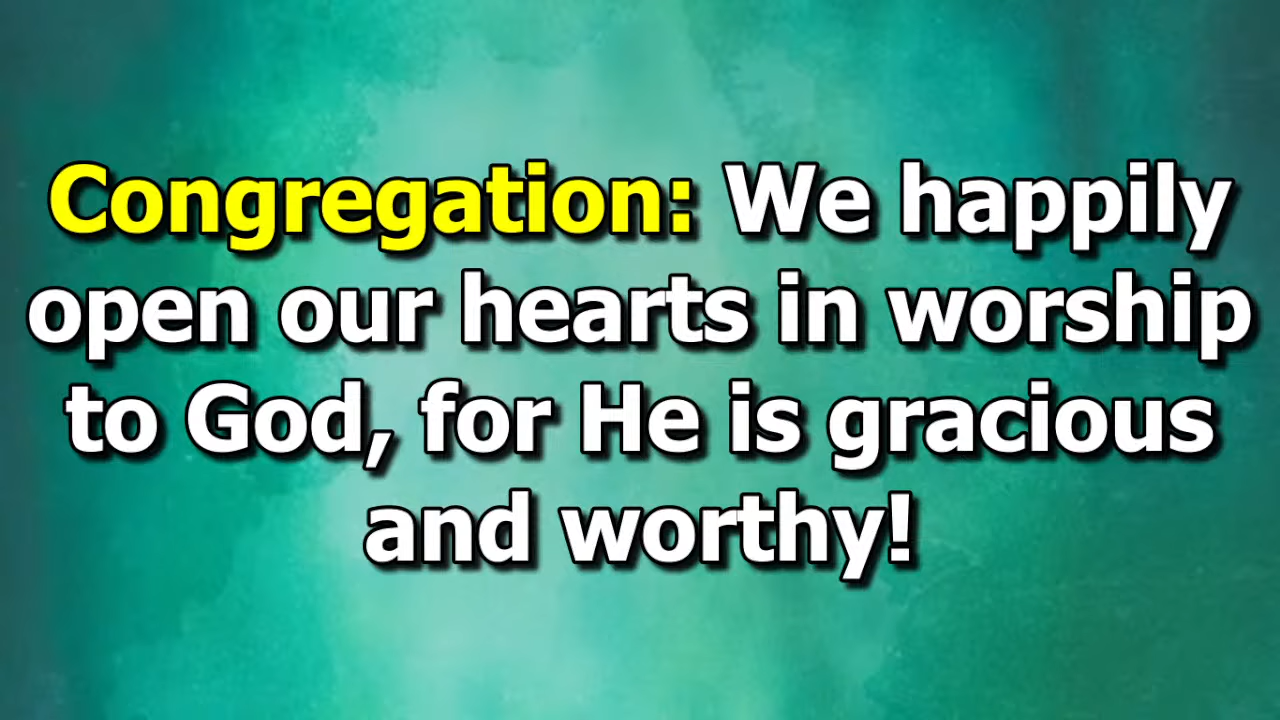 Congregation: We happily
open our hearts in worship
to God, for He is gracious
and worthy!